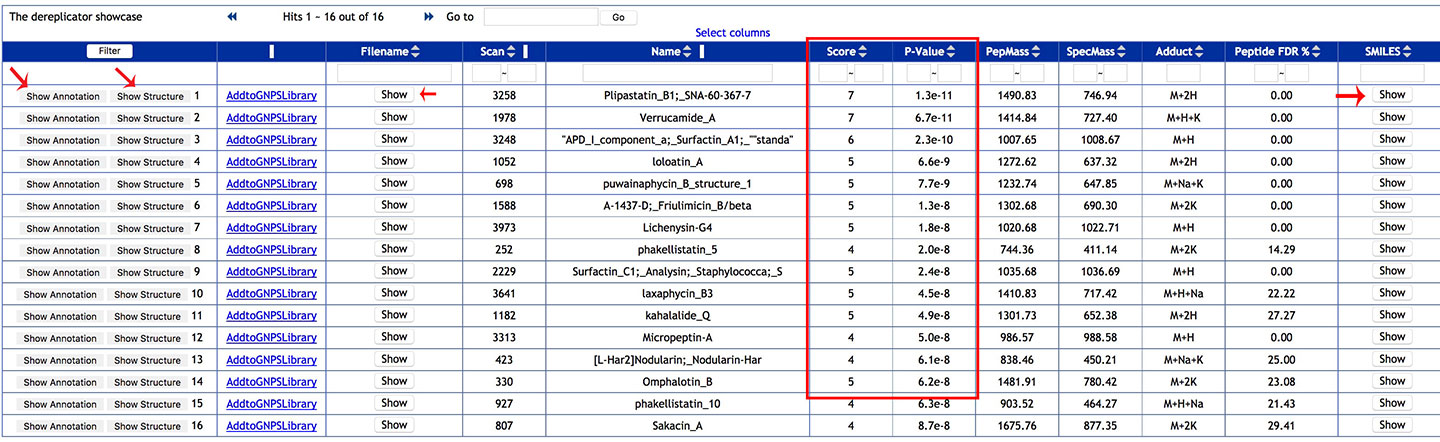 The dereplicator showcase Hits 1 ~ 16 out of 16 Go to Go
Select columns
Filter Filename Scan Name Score P-Value PepMass SpecMass Adduct Peptide FDR % SMILES
~ ~ ~ ~ ~
Show Annotation Show Structure 1 AddtoGNPSLibrary Show 3258 Plipastatin_B1;_SNA-60-367-7 7 1.3e-11 1490.83 746.94 M+2H 0.00 Show
Show Annotation Show Structure 2 AddtoGNPSLibrary Show 1978 Verrucamide_A 7 6.7e-11 1414.84 727.40 M+H+K 0.00 Show
Show Annotation Show Structure 3 AddtoGNPSLibrary Show 3248 "APD_I_component_a;_Surfactin_A1;_""standa" 6 2.3e-10 1007.65 1008.67 M+H 0.00 Show
Show Annotation Show Structure 4 AddtoGNPSLibrary Show 1052 loloatin_A 5 6.6e-9 1272.62 637.32 M+2H 0.00 Show
Show Annotation Show Structure 5 AddtoGNPSLibrary Show 698 puwainaphycin_B_structure_1 5 7.7e-9 1232.74 647.85 M+Na+K 0.00 Show
Show Annotation Show Structure 6 AddtoGNPSLibrary Show 1588 A-1437-D;_Friulimicin_B/beta 5 1.3e-8 1302.68 690.30 M+2K 0.00 Show
Show Annotation Show Structure 7 AddtoGNPSLibrary Show 3973 Lichenysin-G4 5 1.8e-8 1020.68 1022.71 M+H 0.00 Show
Show Annotation Show Structure 8 AddtoGNPSLibrary Show 252 phakellistatin_5 4 2.0e-8 744.36 411.14 M+2K 14.29 Show
Show Annotation Show Structure 9 AddtoGNPSLibrary Show 2229 Surfactin_C1;_Analysin;_Staphylococca;_S 5 2.4e-8 1035.68 1036.69 M+H 0.00 Show
Show Annotation Show Structure 10 AddtoGNPSLibrary Show 3641 laxaphycin_B3 5 4.5e-8 1410.83 717.42 M+H+Na 22.22 Show
Show Annotation Show Structure 11 AddtoGNPSLibrary Show 1182 kahalalide_Q 5 4.9e-8 1301.73 652.38 M+2H 27.27 Show
Show Annotation Show Structure 12 AddtoGNPSLibrary Show 3313 Micropeptin-A 4 5.0e-8 986.57 988.58 M+H 0.00 Show
Show Annotation Show Structure 13 AddtoGNPSLibrary Show 423 [L-Har2]Nodularin;_Nodularin-Har 4 6.1e-8 838.46 450.21 M+Na+K 25.00 Show
Show Annotation Show Structure 14 AddtoGNPSLibrary Show 330 Omphalotin_B 5 6.2e-8 1481.91 780.42 M+2K 23.08 Show
Show Annotation Show Structure 15 AddtoGNPSLibrary Show 927 phakellistatin_10 4 6.3e-8 903.52 464.27 M+H+Na 21.43 Show
Show Annotation Show Structure 16 AddtoGNPSLibrary Show 807 Sakacin_A 4 8.7e-8 1675.76 877.35 M+2K 29.41 Show